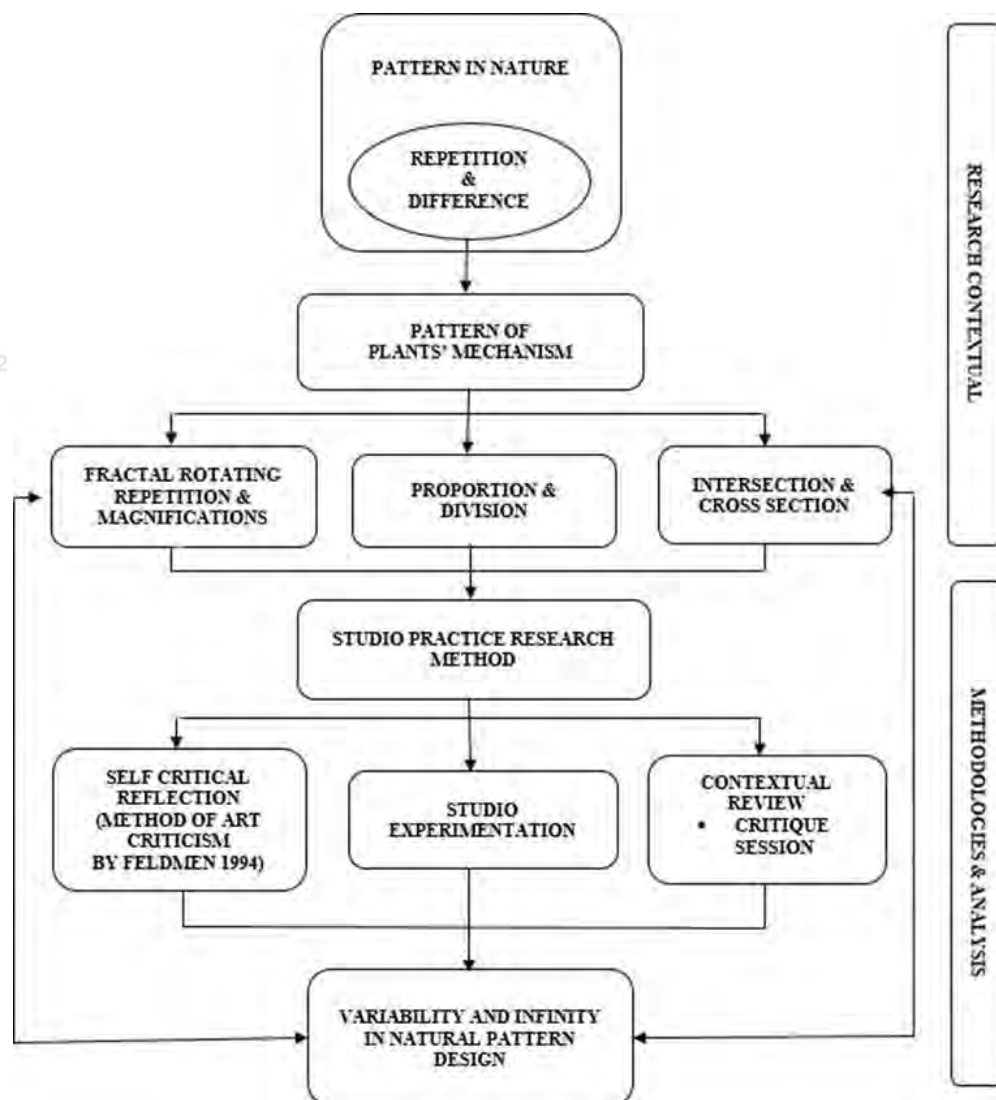 PATTERN IN NATURE
REPETITION
&
DIFFERENCE
PATTERN OF
PLANTS' MECHANISM
FRACTAL ROTATING
REPETITION &
MAGNIFICATIONS
PROPORTION &
DIVISION
INTERSECTION &
CROSS SECTION
STUDIO PRACTICE RESEARCH
METHOD
SELF CRITICAL
REFLECTION
(METHOD OF ART
CRITICISM
BY FELDMEN 1994)
STUDIO
EXPERIMENTATION
CONTEXTUAL
REVIEW
• CRITIQUE
SESSION
VARIABILITY AND INFINITY
IN NATURAL PATTERN
DESIGN
RESEARCH CONTEXTUAL
METHODOLOGIES & ANALYSIS
2